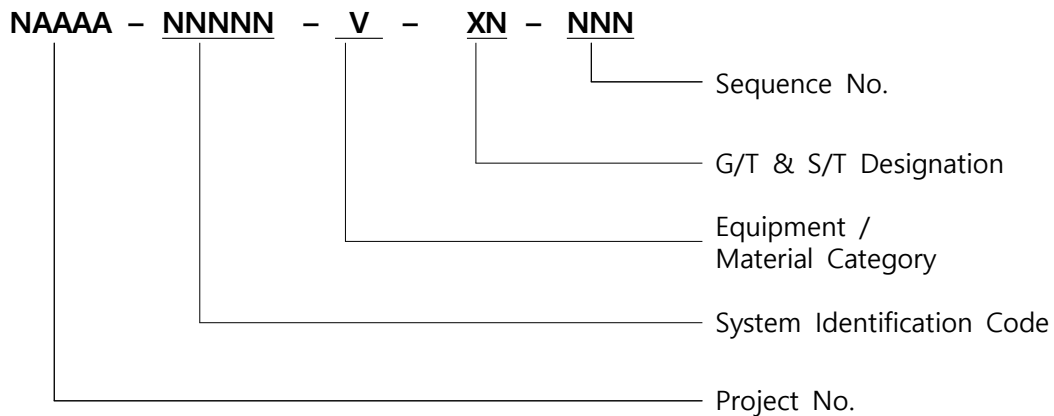 NAAAA – NNNNN – V – XN – NNN
Sequence No.
G/T & S/T Designation
Equipment /
Material Category
System Identification Code
Project No.